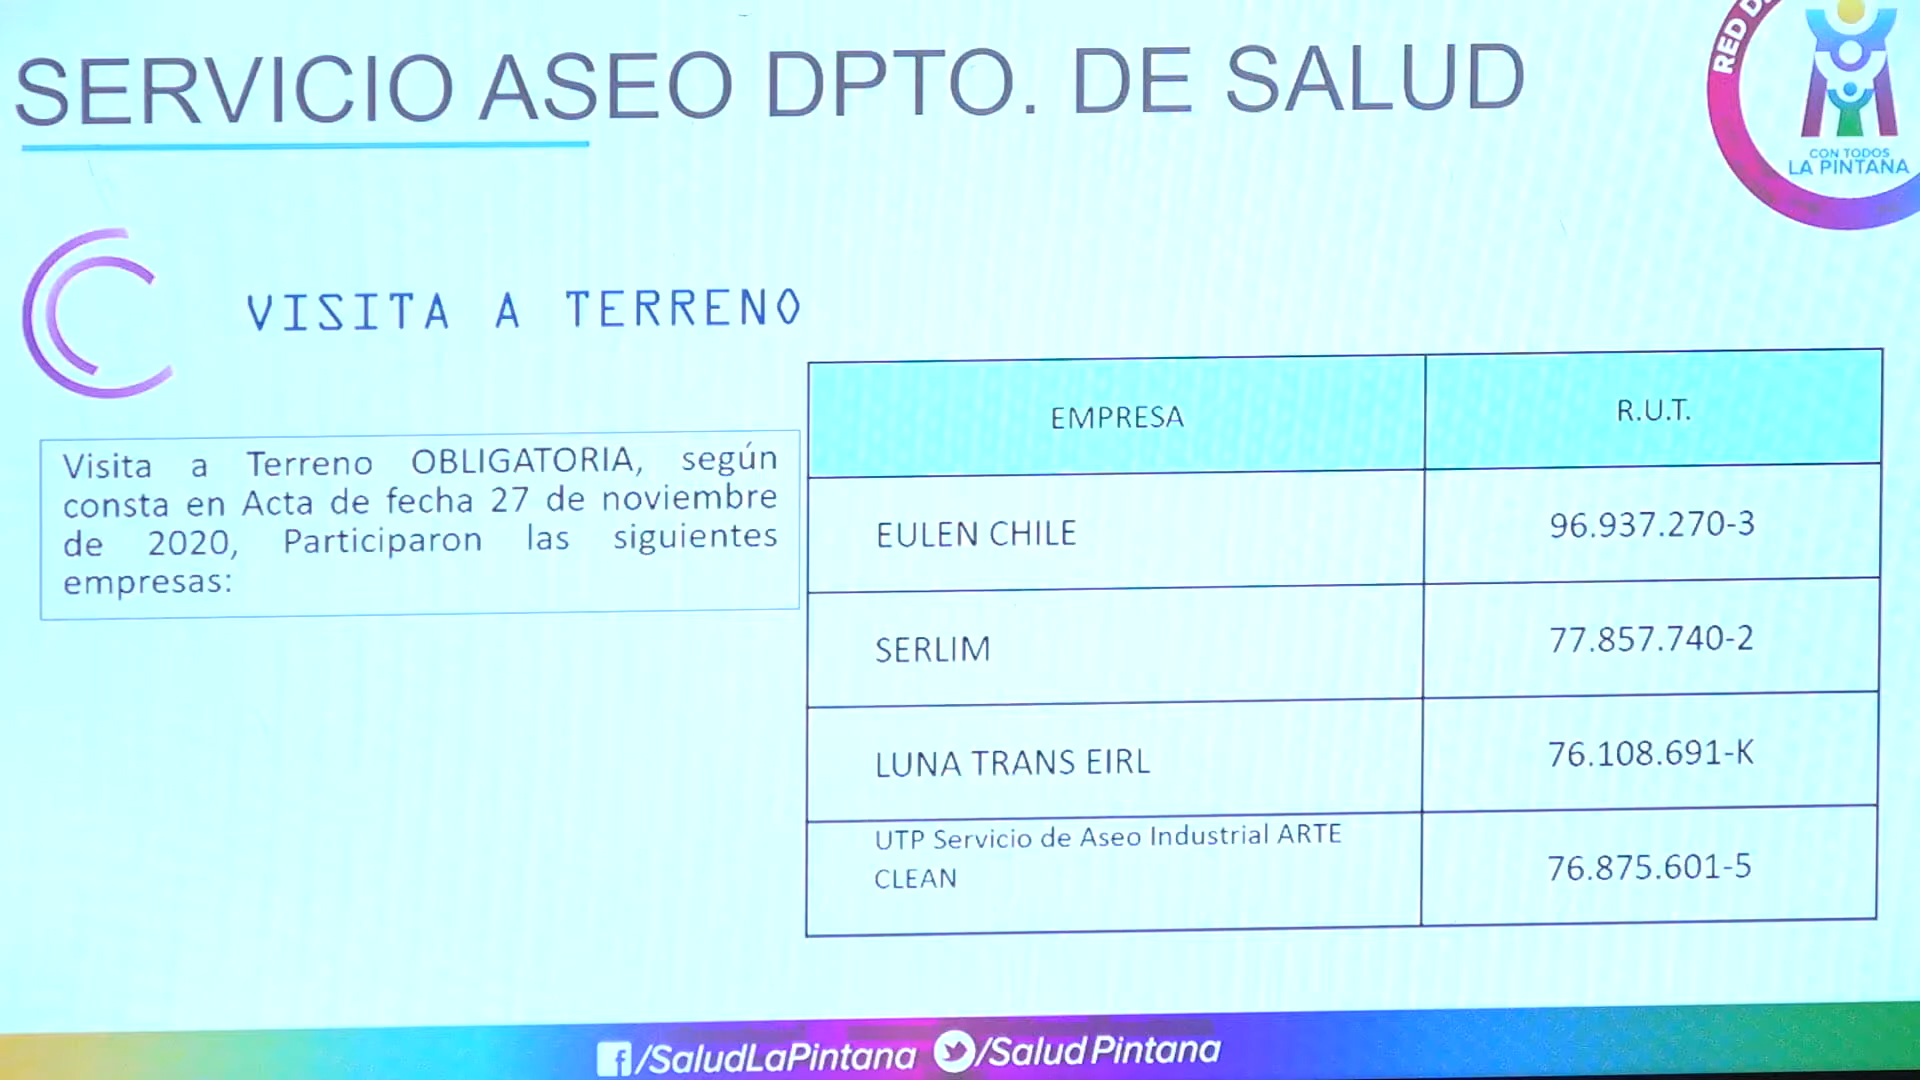 SERVICIO ASEO DPTO. DE SALUD
RED D
CON TODOS
LA PINTANA
VISITA A TERRENO
Visita a Terreno OBLIGATORIA, según
consta en Acta de fecha 27 de noviembre
de 2020, Participaron las siguientes
empresas:
EMPRESA R.U.T.
EULEN CHILE 96.937.270-3
SERLIM 77.857.740-2
LUNA TRANS EIRL 76.108.691-K
UTP Servicio de Aseo Industrial ARTE
CLEAN 76.875.601-5
/SaludLaPintana /SaludPintana